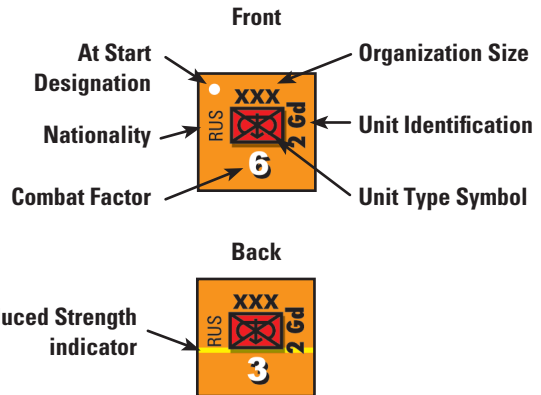 Front
At Start
Designation
Organization Size
Nationality
Unit Identification
Combat Factor
Unit Type Symbol
XXX
RUS
2 Gd
6
Back
uced Strength
indicator
XXX
RUS
2 Gd
3